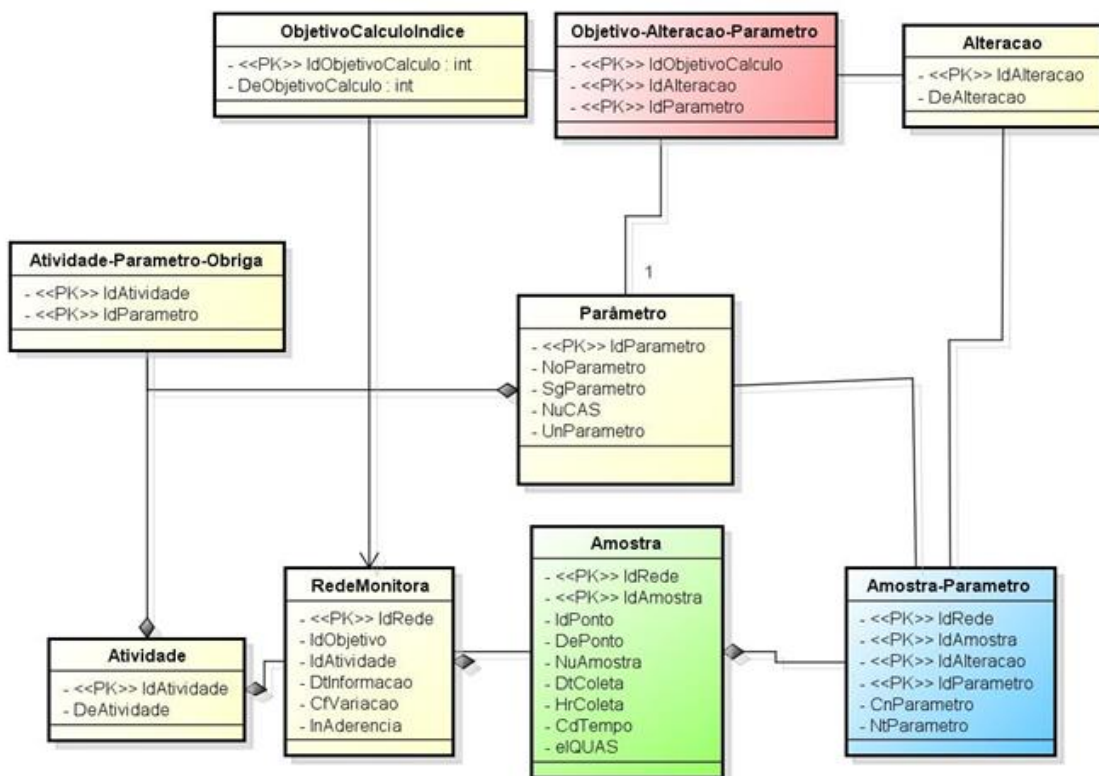 ObjetivoCalculoIndice
- <<PK>> IdObjetivoCalculo : int
- DeObjetivoCalculo : int
Objetivo-Alteracao-Parametro
- <<PK>> IdObjetivoCalculo
- <<PK>> IdAlteracao
- <<PK>> IdParametro
Alteracao
- <<PK>> IdAlteracao
- DeAlteracao
Atividade-Parametro-Obriga
- <<PK>> IdAtividade
- <<PK>> IdParametro
1
Parâmetro
- <<PK>> IdParametro
- NoParametro
- SgParametro
- NuCAS
- UnParametro
Atividade
- <<PK>> IdAtividade
- DeAtividade
RedeMonitora
- <<PK>> IdRede
- IdObjetivo
- IdAtividade
- DtInformacao
- CfVariacao
- InAderencia
Amostra
- <<PK>> IdRede
- <<PK>> IdAmostra
- IdPonto
- DePonto
- NuAmostra
- DtColeta
- HrColeta
- CdTempo
- eIQUAS
Amostra-Parametro
- <<PK>> IdRede
- <<PK>> IdAmostra
- <<PK>> IdAlteracao
- <<PK>> IdParametro
- CnParametro
- NtParametro